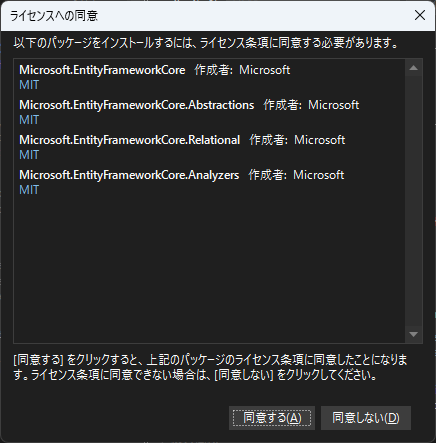 ライセンスへの同意
以下のパッケージをインストールするには、ライセンス条項に同意する必要があります。
Microsoft.EntityFrameworkCore 作成者: Microsoft
MIT
Microsoft.EntityFrameworkCore.Abstractions 作成者: Microsoft
MIT
Microsoft.EntityFrameworkCore.Relational 作成者: Microsoft
MIT
Microsoft.EntityFrameworkCore.Analyzers 作成者: Microsoft
MIT
[同意する] をクリックすると、上記のパッケージのライセンス条項に同意したことになりま
す。ライセンス条項に同意できない場合は、[同意しない] をクリックしてください。
同意する(A) 同意しない(D)